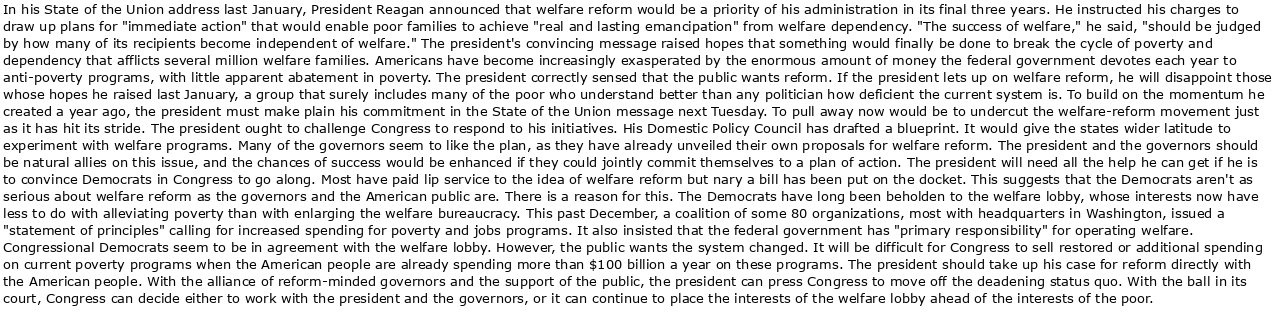 In his State of the Union address last January, President Reagan announced that welfare reform would be a priority of his administration in its final three years. He instructed his charges to
draw up plans for "immediate action" that would enable poor families to achieve "real and lasting emancipation" from welfare dependency. "The success of welfare," he said, "should be judged
by how many of its recipients become independent of welfare." The president's convincing message raised hopes that something would finally be done to break the cycle of poverty and
dependency that afflicts several million welfare families. Americans have become increasingly exasperated by the enormous amount of money the federal government devotes each year to
anti-poverty programs, with little apparent abatement in poverty. The president correctly sensed that the public wants reform. If the president lets up on welfare reform, he will disappoint those
whose hopes he raised last January, a group that surely includes many of the poor who understand better than any politician how deficient the current system is. To build on the momentum he
created a year ago, the president must make plain his commitment in the State of the Union message next Tuesday. To pull away now would be to undercut the welfare-reform movement just
as it has hit its stride. The president ought to challenge Congress to respond to his initiatives. His Domestic Policy Council has drafted a blueprint. It would give the states wider latitude to
experiment with welfare programs. Many of the governors seem to like the plan, as they have already unveiled their own proposals for welfare reform. The president and the governors should
be natural allies on this issue, and the chances of success would be enhanced if they could jointly commit themselves to a plan of action. The president will need all the help he can get if he is
to convince Democrats in Congress to go along. Most have paid lip service to the idea of welfare reform but nary a bill has been put on the docket. This suggests that the Democrats aren't as
serious about welfare reform as the governors and the American public are. There is a reason for this. The Democrats have long been beholden to the welfare lobby, whose interests now have
less to do with alleviating poverty than with enlarging the welfare bureaucracy. This past December, a coalition of some 80 organizations, most with headquarters in Washington, issued a
"statement of principles" calling for increased spending for poverty and jobs programs. It also insisted that the federal government has "primary responsibility" for operating welfare.
Congressional Democrats seem to be in agreement with the welfare lobby. However, the public wants the system changed. It will be difficult for Congress to sell restored or additional spending
on current poverty programs when the American people are already spending more than $100 billion a year on these programs. The president should take up his case for reform directly with
the American people. With the alliance of reform-minded governors and the support of the public, the president can press Congress to move off the deadening status quo. With the ball in its
court, Congress can decide either to work with the president and the governors, or it can continue to place the interests of the welfare lobby ahead of the interests of the poor.